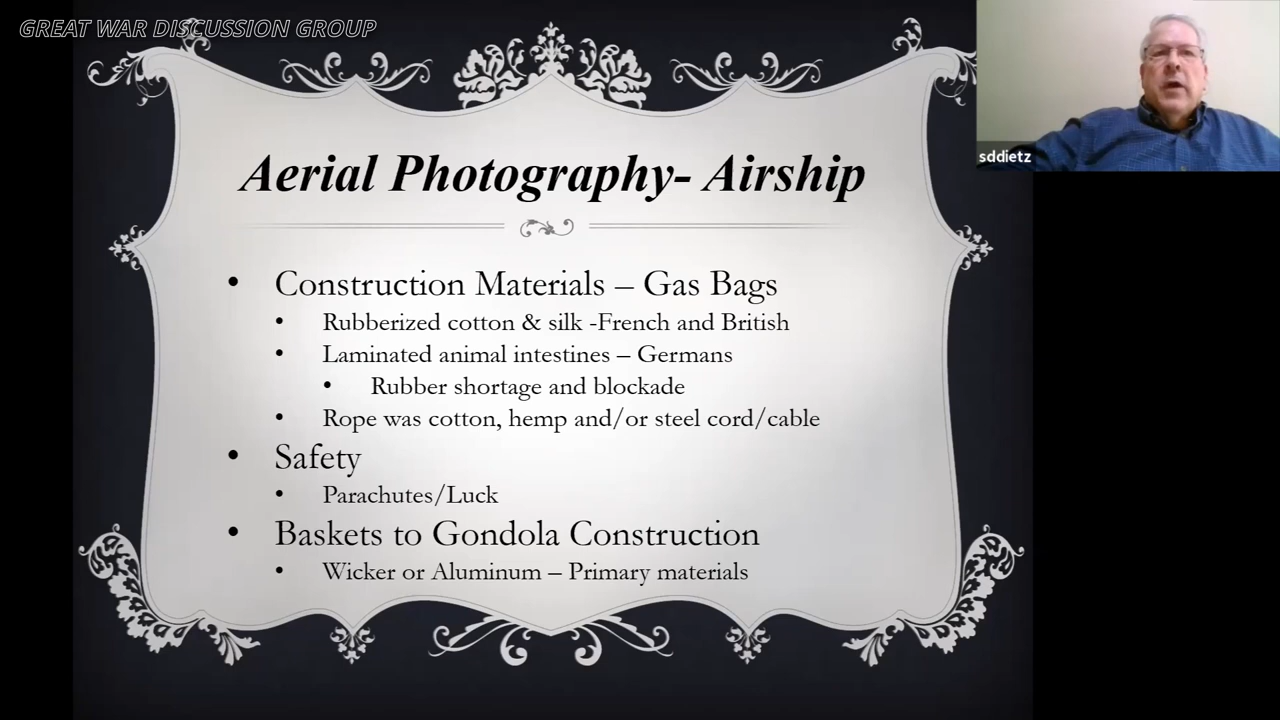 GREAT WAR DISCUSSION GROUP
sddietz
Aerial Photography- Airship
• Construction Materials – Gas Bags
• Rubberized cotton & silk -French and British
• Laminated animal intestines – Germans
• Rubber shortage and blockade
• Rope was cotton, hemp and/or steel cord/cable
• Safety
• Parachutes/Luck
• Baskets to Gondola Construction
• Wicker or Aluminum – Primary materials